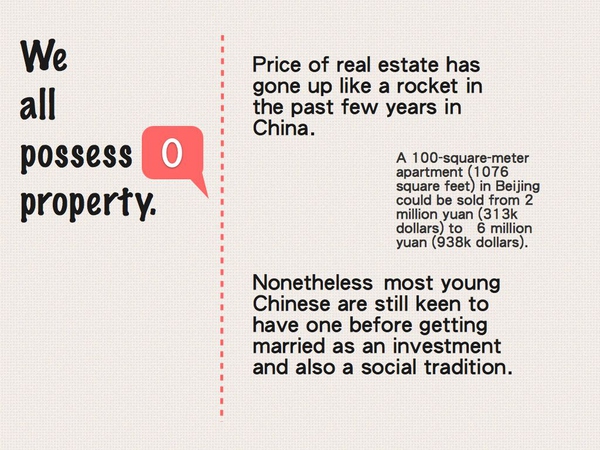 We
all
possess 0
property.
Price of real estate has
gone up like a rocket in
the past few years in
China.
A 100-square-meter
apartment (1076
square feet) in Beijing
could be sold from 2
million yuan (313k
dollars) to 6 million
yuan (938k dollars).
Nonetheless most young
Chinese are still keen to
have one before getting
married as an investment
and also a social tradition.